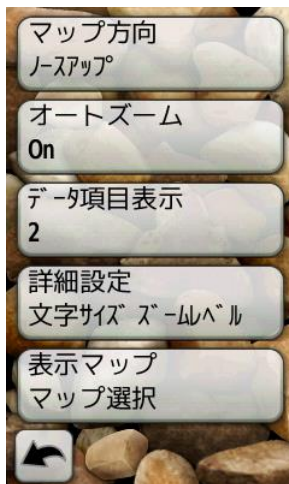 マップ方向
ﾉｰｽｱｯﾌﾟ
オートズーム
On
ﾃﾞｰﾀ項目表示
2
詳細設定
文字ｻｲｽﾞ ｽﾞｰﾑﾚﾍﾞﾙ
表示マップ
マップ選択